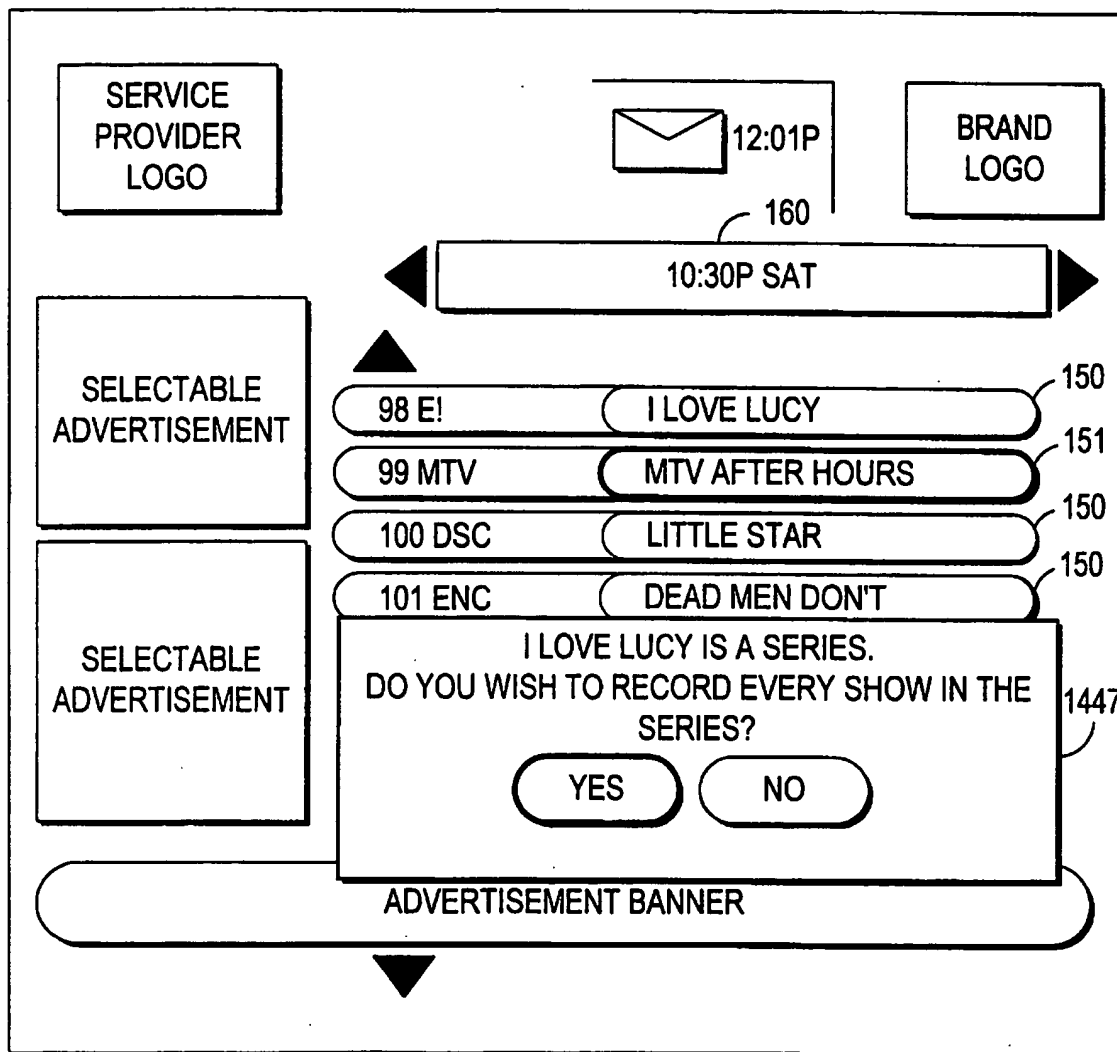 SERVICE
PROVIDER
LOGO
12:01P
BRAND
LOGO
160
10:30P SAT
SELECTABLE
ADVERTISEMENT
98 E! I LOVE LUCY 150
99 MTV MTV AFTER HOURS 151
100 DSC LITTLE STAR 150
101 ENC DEAD MEN DON'T 150
SELECTABLE
ADVERTISEMENT
I LOVE LUCY IS A SERIES.
DO YOU WISH TO RECORD EVERY SHOW IN THE
SERIES?
1447
YES NO
ADVERTISEMENT BANNER